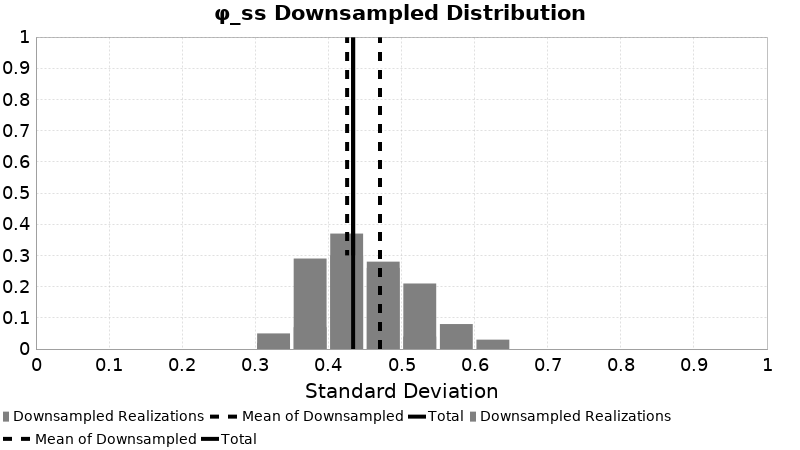 φ_ss Downsampled Distribution
1
0.9
0.8
0.7
0.6
0.5
0.4
0.3
0.2
0.1
0
0 0.1 0.2 0.3 0.4 0.5 0.6 0.7 0.8 0.9 1
Standard Deviation
Downsampled Realizations Mean of Downsampled Total Downsampled Realizations
Mean of Downsampled Total